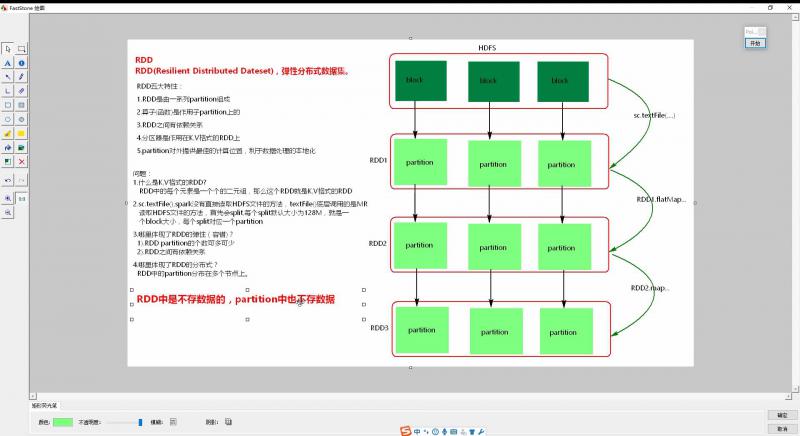 FastStone 绘图
RDD
RDD(Resilient Distributed Dateset)，弹性分布式数据集。
RDD五大特性：
1.RDD是由一系列partition组成
2.算子(函数)是作用于partition上的
3.RDD之间有依赖关系
4.分区器是作用在K.V格式的RDD上
5.partition对外提供最佳的计算位置，利于数据处理的本地化
问题：
1.什么是K.V格式的RDD?
RDD中的每个元素是一个个的二元组，那么这个RDD就是K.V格式的RDD
2.sc.textFile(),spark没有直接读取HDFS文件的方法，textFile()底层调用的是MR
读取HDFS文件的方法，首先会split,每个split默认大小为128M，就是一
个block大小，每个split对应一个partition
3.哪里体现了RDD的弹性（容错）？
1).RDD partition的个数可多可少
2).RDD之间有依赖关系
4.哪里体现了RDD的分布式？
RDD中的partition分布在多个节点上。
RDD中是不存数据的，partition中也不存数据
HDFS
block
block
block
sc.textFile(....)
RDD1
partition
partition
partition
RDD1.flatMap...
RDD2
partition
partition
partition
RDD2.map...
RDD3
partition
partition
partition
开始
矩形荧光笔
颜色:
不透明度:
模糊:
阴影:
确定
取消
中